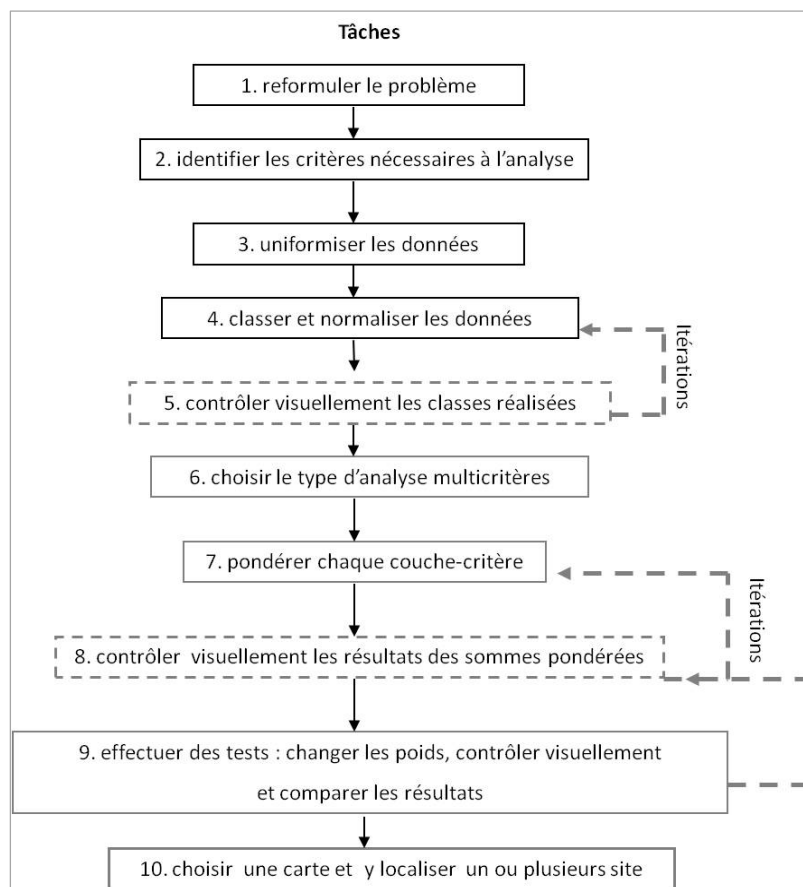 Tâches
1. reformuler le problème
2. identifier les critères nécessaires à l'analyse
3. uniformiser les données
4. classer et normaliser les données
Itérations
5. contrôler visuellement les classes réalisées
6. choisir le type d'analyse multicritères
7. pondérer chaque couche-critère
Itérations
8. contrôler visuellement les résultats des sommes pondérées
9. effectuer des tests : changer les poids, contrôler visuellement
et comparer les résultats
10. choisir une carte et y localiser un ou plusieurs site